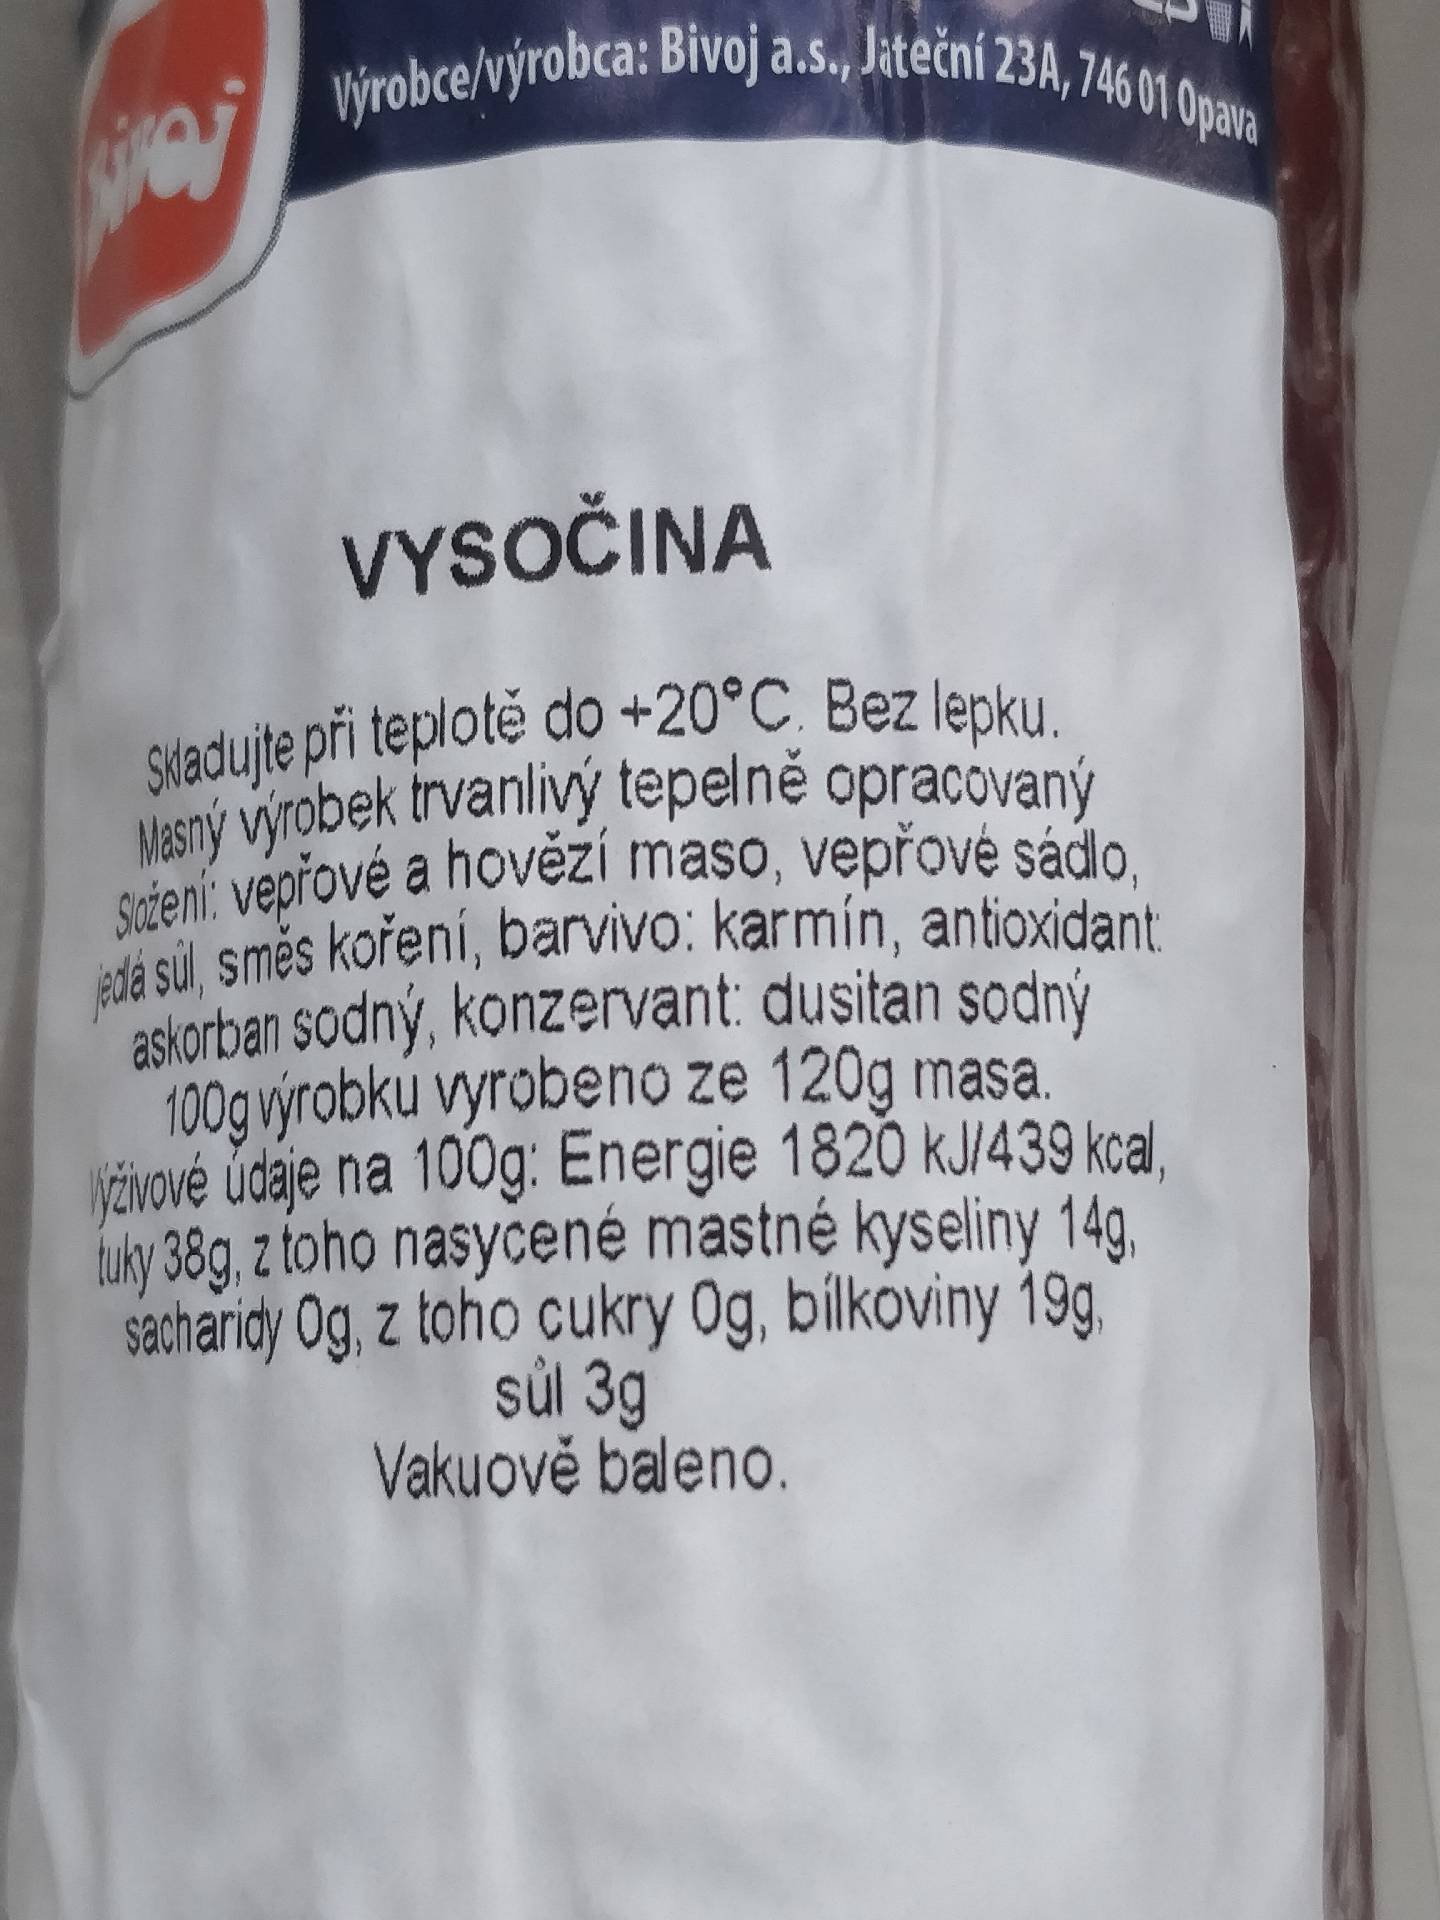 Výrobce/výrobca: Bivoj a.s., Jateční 23A, 746 01 Opava
Bivoj
VYSOČINA
Skladujte při teplotě do +20°C. Bez lepku.
Masný výrobek trvanlivý tepelně opracovaný
Složení: vepřové a hovězí maso, vepřové sádlo,
jedlá sůl, směs koření, barvivo: karmín, antioxidant:
askorban sodný, konzervant: dusitan sodný
100g výrobku vyrobeno ze 120g masa.
Výživové údaje na 100g: Energie 1820 kJ/439 kcal,
tuky 38g, z toho nasycené mastné kyseliny 14g,
sacharidy 0g, z toho cukry 0g, bílkoviny 19g,
sůl 3g
Vakuově baleno.